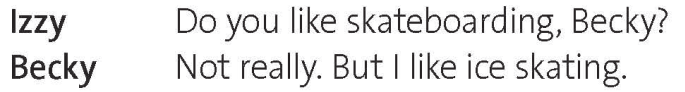 Izzy Do you like skateboarding, Becky?
Becky Not really. But I like ice skating.